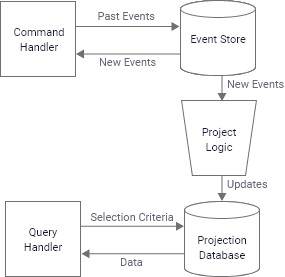 Past Events
Command
Handler
Event Store
New Events
New Events
Project
Logic
Updates
Selection Criteria
Query
Handler
Projection
Database
Data